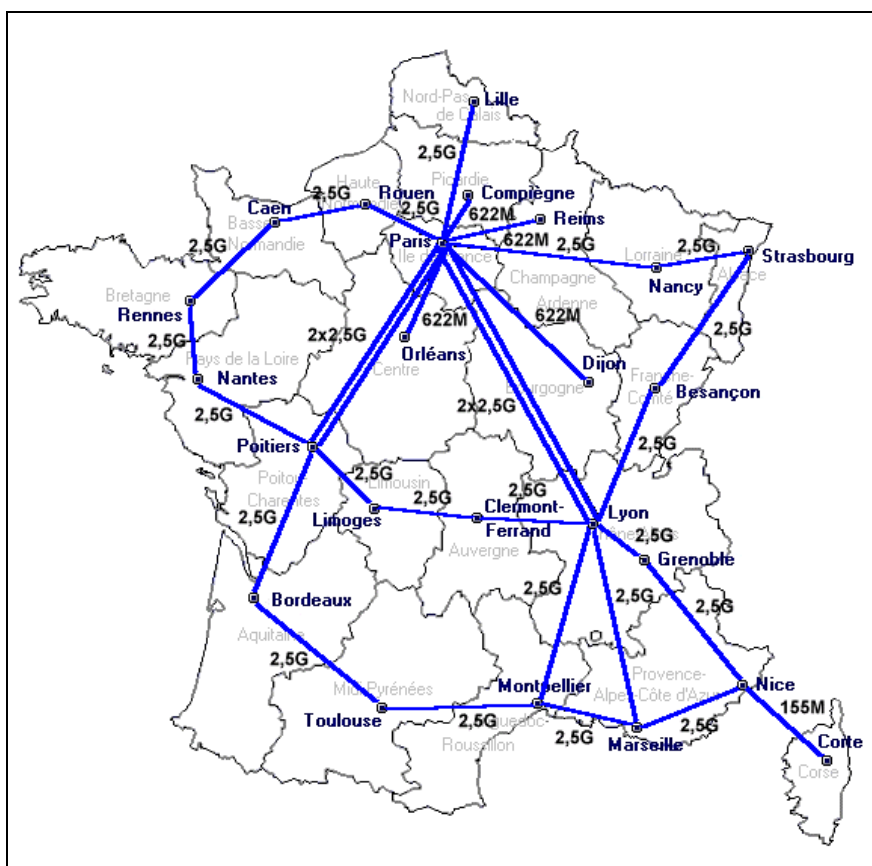 Nord-Pas
de Calais
Lille
2,5G
Picardie
Compiègne
Haute
Normandie
2,5G
Rouen
2,5G
622M
Reims
Caen
Basse
Normandie
2,5G
Paris
Ile de France
622M
2,5G
Lorraine
2,5G
Strasbourg
Alsace
Nancy
Champagne
Ardenne
Bretagne
Rennes
622M
622M
2,5G
2,5G
2x2,5G
Pays de la Loire
Orléans
Centre
Dijon
Bourgogne
Franche-
Comté
Besançon
Nantes
2,5G
2x2,5G
Poitiers
2,5G
Poitou
Charentes
2,5G
Limousin
2,5G
2,5G
Limoges
Clermont-
Ferrand
Lyon
2,5G
Auvergne
2,5G
Grenoble
2,5G
2,5G
2,5G
Bordeaux
Aquitaine
2,5G
Midi-Pyrénées
Toulouse
Montpellier
Provence-
Alpes-Côte d'Azur
Nice
2,5G
Roussillon
2,5G
Marseille
2,5G
155M
Corte
Corse